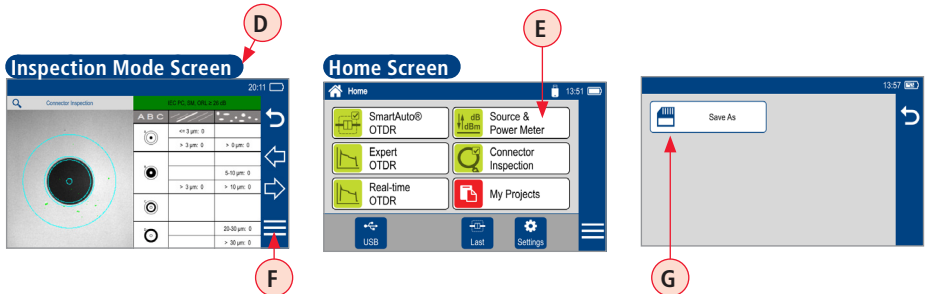 D
Inspection Mode Screen
20:11
Connector Inspection
IEC PC, SM, ORL ≥ 26 dB
A B C
<= 3 µm: 0
> 3 µm: 0
> 0 µm: 0
5-10 µm: 0
> 3 µm: 0
> 10 µm: 0
20-30 µm: 0
> 30 µm: 0
F
E
Home Screen
Home
13:51
SmartAuto®
OTDR
dB
dBm
Source &
Power Meter
Expert
OTDR
Connector
Inspection
Real-time
OTDR
My Projects
USB
Last
Settings
13:57
Save As
G